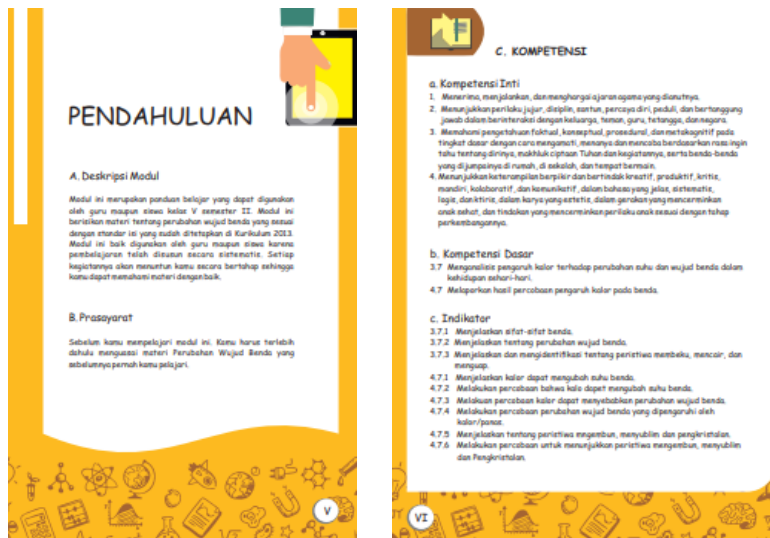 PENDAHULUAN
A. Deskripsi Modul
Modul ini merupakan panduan belajar yang dapat digunakan
oleh guru maupun siswa kelas V semester II. Modul ini
berisikan materi tentang perubahan wujud benda yang sesuai
dengan standar isi yang sudah ditetapkan di Kurikulum 2013.
Modul ini baik digunakan oleh guru maupun siswa karena
pembelajaran telah disusun secara sistematis. Setiap
kegiatannya akan menuntun kamu secara bertahap sehingga
kamu dapat memahami materi dengan baik.
B. Prasayarat
Sebelum kamu mempelajari modul ini. Kamu harus terlebih
dahulu menguasai materi Perubahan Wujud Benda yang
sebelumnya pernah kamu pelajari.
V
C. KOMPETENSI
a. Kompetensi Inti
1. Menerima, menjalankan, dan menghargai ajaran agama yang dianutnya.
2. Menunjukkan perilaku jujur, disiplin, santun, percaya diri, peduli, dan bertanggung
jawab dalam berinteraksi dengan keluarga, teman, guru, tetangga, dan negara.
3. Memahami pengetahuan faktual, konseptual, prosedural, dan metakognitif pada
tingkat dasar dengan cara mengamati, menanya dan mencoba berdasarkan rasa ingin
tahu tentang dirinya, makhluk ciptaan Tuhan dan kegiatannya, serta benda-benda
yang dijumpainya di rumah, di sekolah, dan tempat bermain.
4. Menunjukkan keterampilan berpikir dan bertindak kreatif, produktif, kritis,
mandiri, kolaboratif, dan komunikatif, dalam bahasa yang jelas, sistematis,
logis, dan ktiris, dalam karya yang estetis, dalam gerakan yang mencerminkan
anak sehat, dan tindakan yang mencerminkan perilaku anak sesuai dengan tahap
perkembangannya.
b. Kompetensi Dasar
3.7 Menganalisis pengaruh kalor terhadap perubahan suhu dan wujud benda dalam
kehidupan sehari-hari.
4.7 Melaporkan hasil percobaan pengaruh kalor pada benda.
c. Indikator
3.7.1 Menjelaskan sifat-sifat benda.
3.7.2 Menjelaskan tentang perubahan wujud benda.
3.7.3 Menjelaskan dan mengidentifikasi tentang peristiwa membeku, mencair, dan
menguap.
4.7.1 Menjelaskan kalor dapat mengubah suhu benda.
4.7.2 Melakukan percobaan bahwa kalo dapet mengubah suhu benda.
4.7.3 Melakuan percobaan kalor dapat menyebabkan perubahan wujud benda.
4.7.4 Melakukan percobaan perubahan wujud benda yang dipengaruhi oleh
kalor/panas.
4.7.5 Menjelaskan tentang peristiwa mngembun, menyublim dan pengkristalan.
4.7.6 Melakukan percobaan untuk menunjukkan peristiwa mengembun, menyublim
dan Pengkristalan.
VI